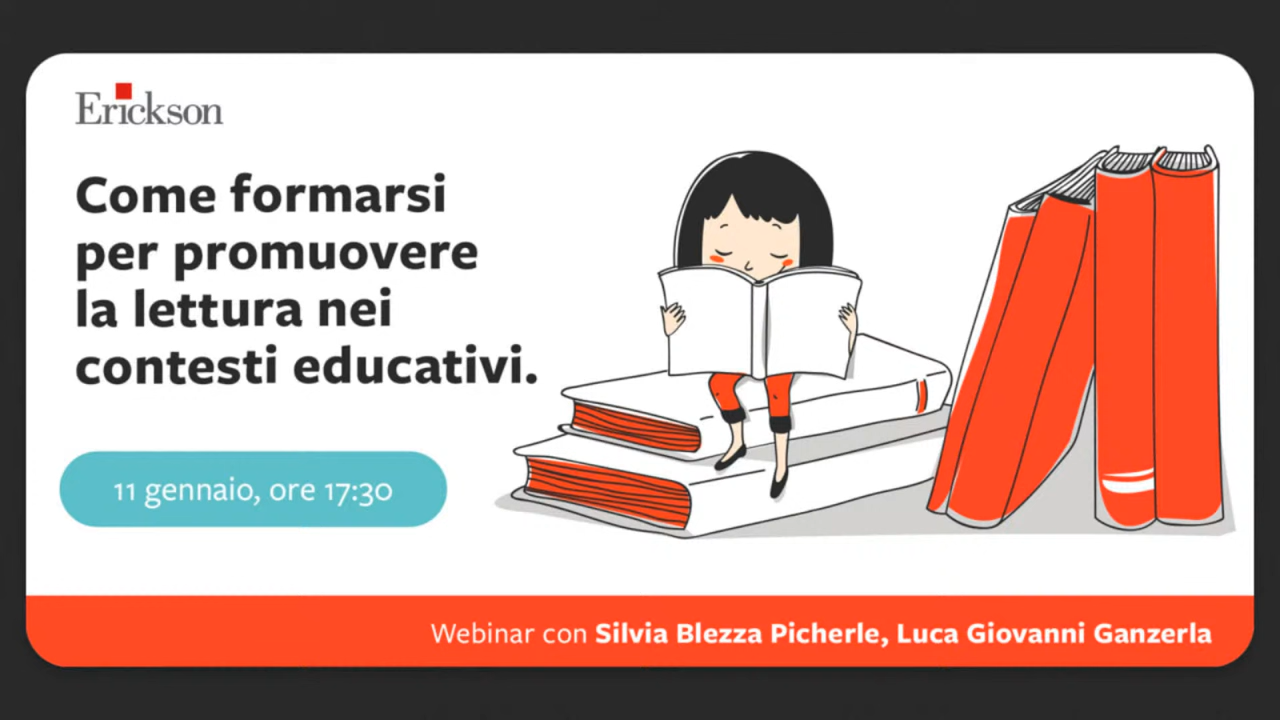 Erickson
Come formarsi
per promuovere
la lettura nei
contesti educativi.
11 gennaio, ore 17:30
Webinar con Silvia Blezza Picherle, Luca Giovanni Ganzerla